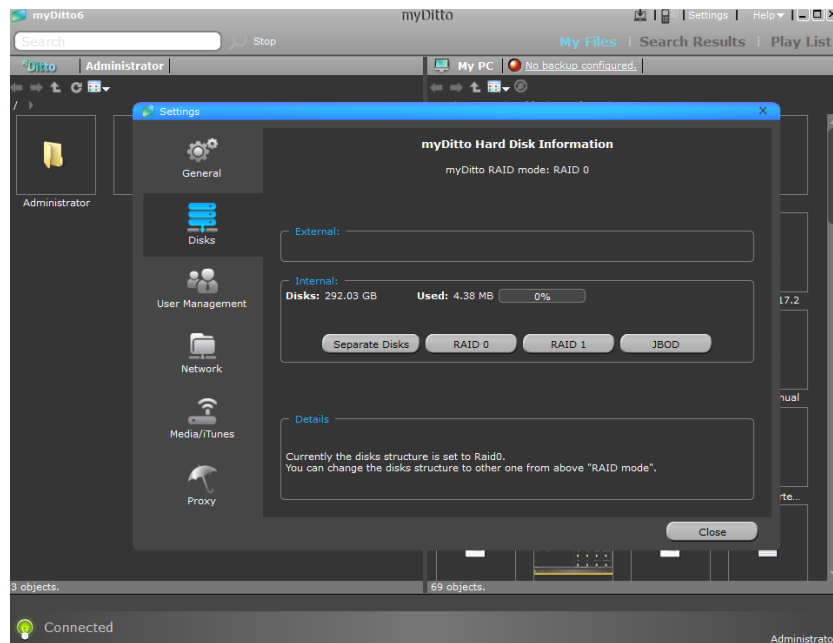 myDitto6
myDitto
Settings
Help
Search
Stop
My Files
Search Results
Play List
Ditto
Administrator
My PC
No backup configured.
/
Settings
X
General
Disks
User Management
Network
Media/iTunes
Proxy
myDitto Hard Disk Information
myDitto RAID mode: RAID 0
External:
Internal:
Disks: 292.03 GB
Used: 4.38 MB
0%
Separate Disks
RAID 0
RAID 1
JBOD
Details
Currently the disks structure is set to Raid0.
You can change the disks structure to other one from above "RAID mode".
Close
Administrator
17.2
nual
rte...
3 objects.
69 objects.
Connected
Administrato